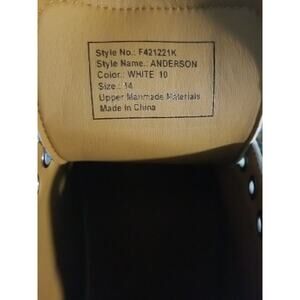 Style No.: F421221K
Style Name.: ANDERSON
Color.: WHITE 10
Size.: 14
Upper Manmade Materials
Made In China